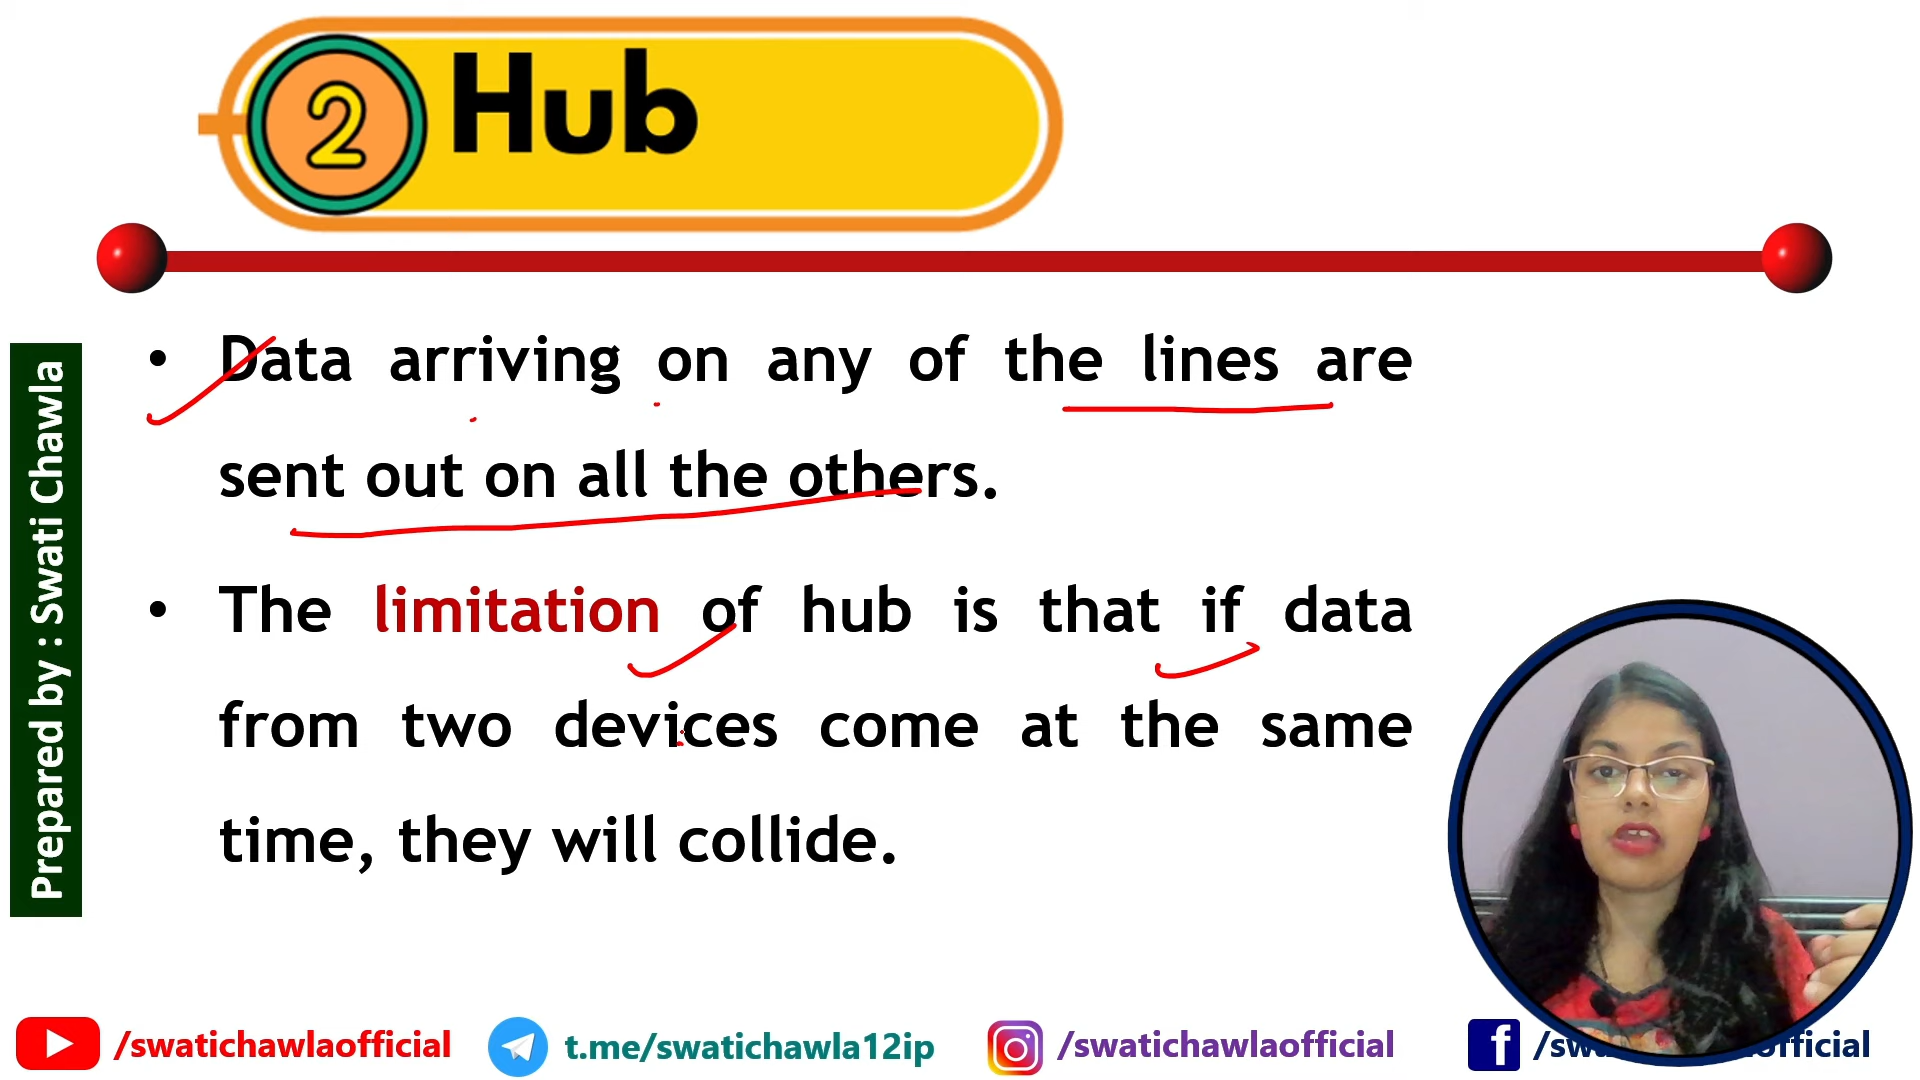 2 Hub
• Data arriving on any of the lines are
sent out on all the others.
• The limitation of hub is that if data
from two devices come at the same
time, they will collide.
Prepared by : Swati Chawla
/swatichawlaofficial
t.me/swatichawla12ip
/swatichawlaofficial